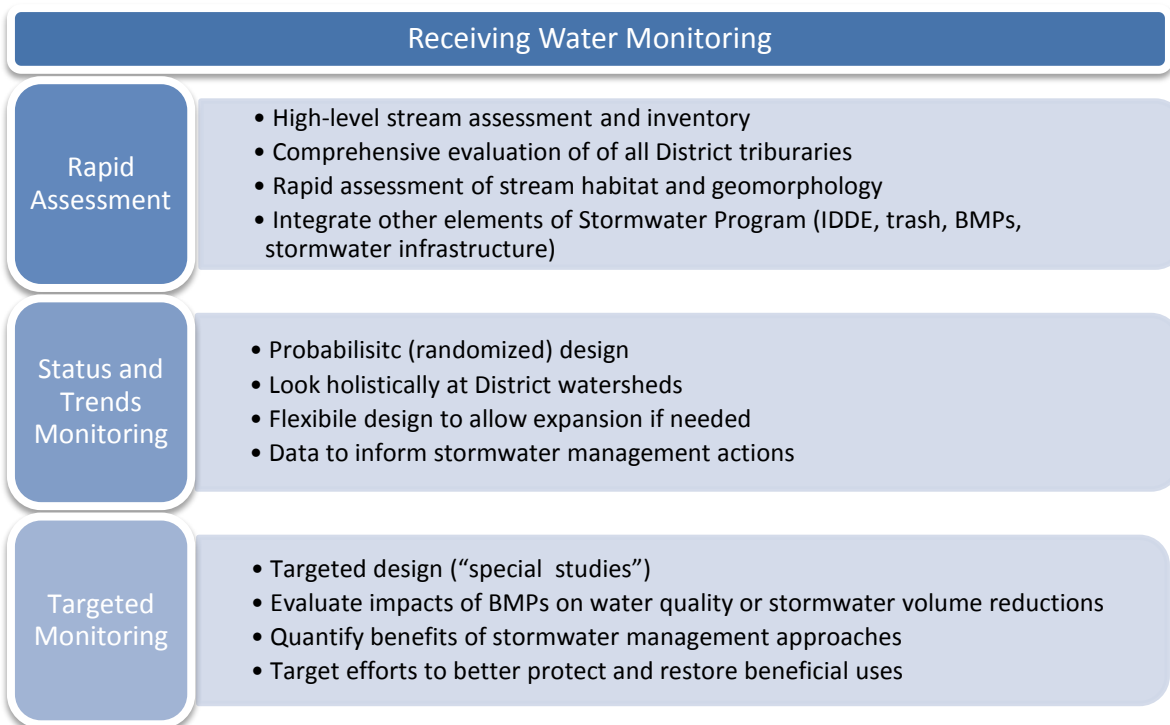 Receiving Water Monitoring
Rapid
Assessment
• High-level stream assessment and inventory
• Comprehensive evaluation of of all District triburaries
• Rapid assessment of stream habitat and geomorphology
• Integrate other elements of Stormwater Program (IDDE, trash, BMPs,
stormwater infrastructure)
Status and
Trends
Monitoring
• Probabilisitc (randomized) design
• Look holistically at District watersheds
• Flexibile design to allow expansion if needed
• Data to inform stormwater management actions
Targeted
Monitoring
• Targeted design (“special studies”)
• Evaluate impacts of BMPs on water quality or stormwater volume reductions
• Quantify benefits of stormwater management approaches
• Target efforts to better protect and restore beneficial uses